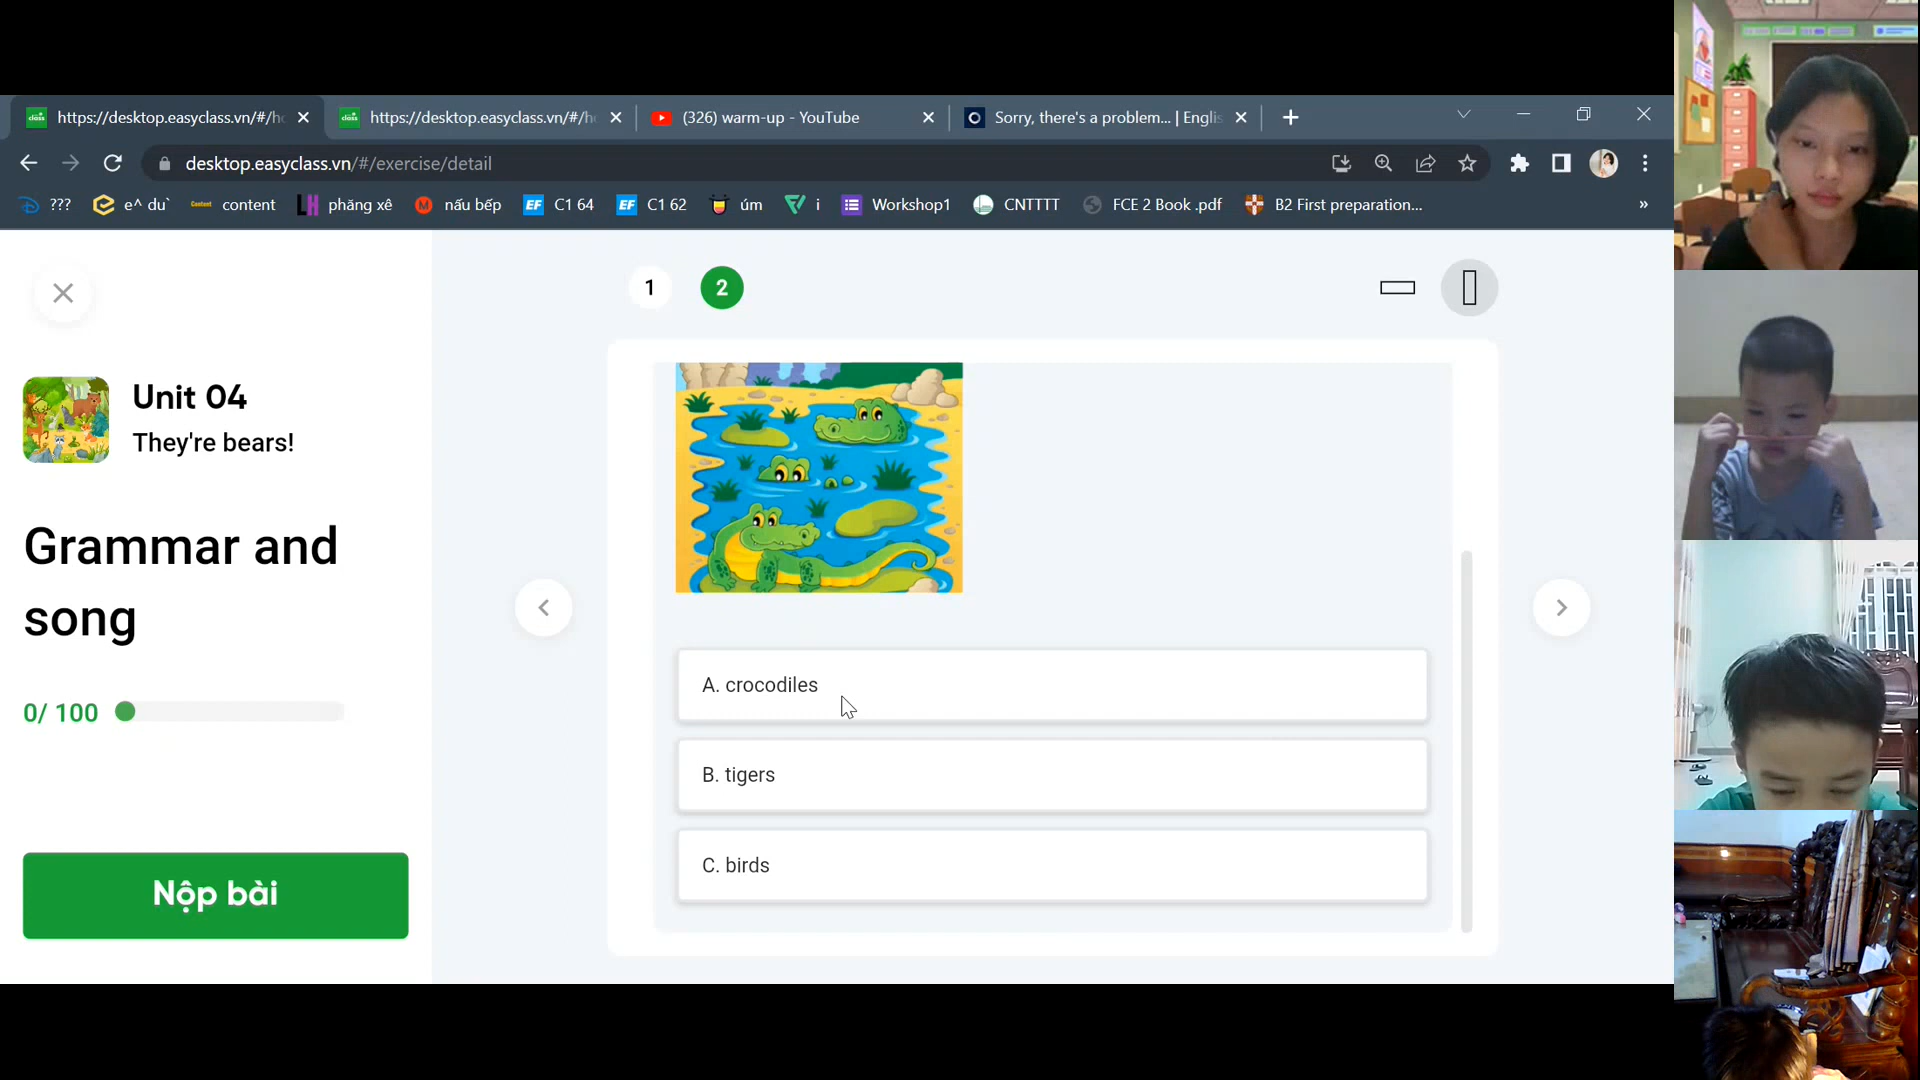 https://desktop.easyclass.vn/#/h
https://desktop.easyclass.vn/#/h
(326) warm-up - YouTube
Sorry, there's a problem... | Englis
desktop.easyclass.vn/#/exercise/detail
???
e^ du`
content
phăng xê
nấu bếp
C1 64
C1 62
úm
i
Workshop1
CNTTTT
FCE 2 Book .pdf
B2 First preparation...
»
1
2
Unit 04
They're bears!
Grammar and
song
0/ 100
Nộp bài
A. crocodiles
B. tigers
C. birds